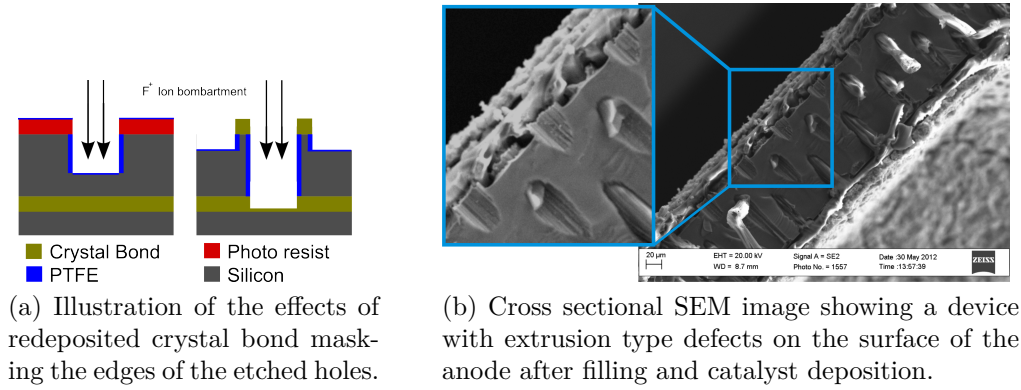 F+ Ion bombartment
Crystal Bond
Photo resist
PTFE
Silicon
20 µm
EHT = 20.00 kV
WD = 8.7 mm
Signal A = SE2
Photo No. = 1557
Date :30 May 2012
Time :13:57:39
ZEISS
(a) Illustration of the effects of
redeposited crystal bond mask-
ing the edges of the etched holes.
(b) Cross sectional SEM image showing a device
with extrusion type defects on the surface of the
anode after filling and catalyst deposition.